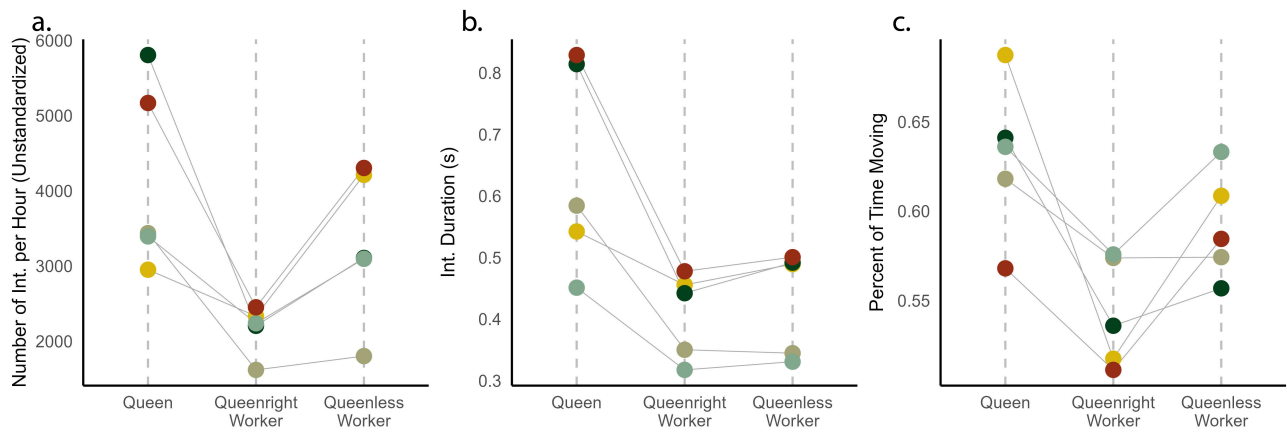 a.
Number of Int. per Hour (Unstandardized)
6000
5000
4000
3000
2000
Queen
Queenright
Worker
Queenless
Worker
b.
Int. Duration (s)
0.8
0.7
0.6
0.5
0.4
0.3
Queen
Queenright
Worker
Queenless
Worker
c.
Percent of Time Moving
0.65
0.60
0.55
Queen
Queenright
Worker
Queenless
Worker